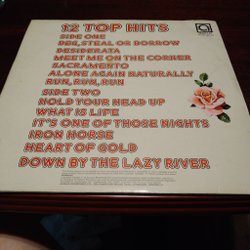 12 TOP HITS
SIDE ONE
BEG, STEAL OR BORROW
DESIDERATA
MEET ME ON THE CORNER
SACRAMENTO
ALONE AGAIN NATURALLY
RUN, RUN, RUN
SIDE TWO
HOLD YOUR HEAD UP
WHAT IS LIFE
IT'S ONE OF THOSE NIGHTS
IRON HORSE
HEART OF GOLD
DOWN BY THE LAZY RIVER